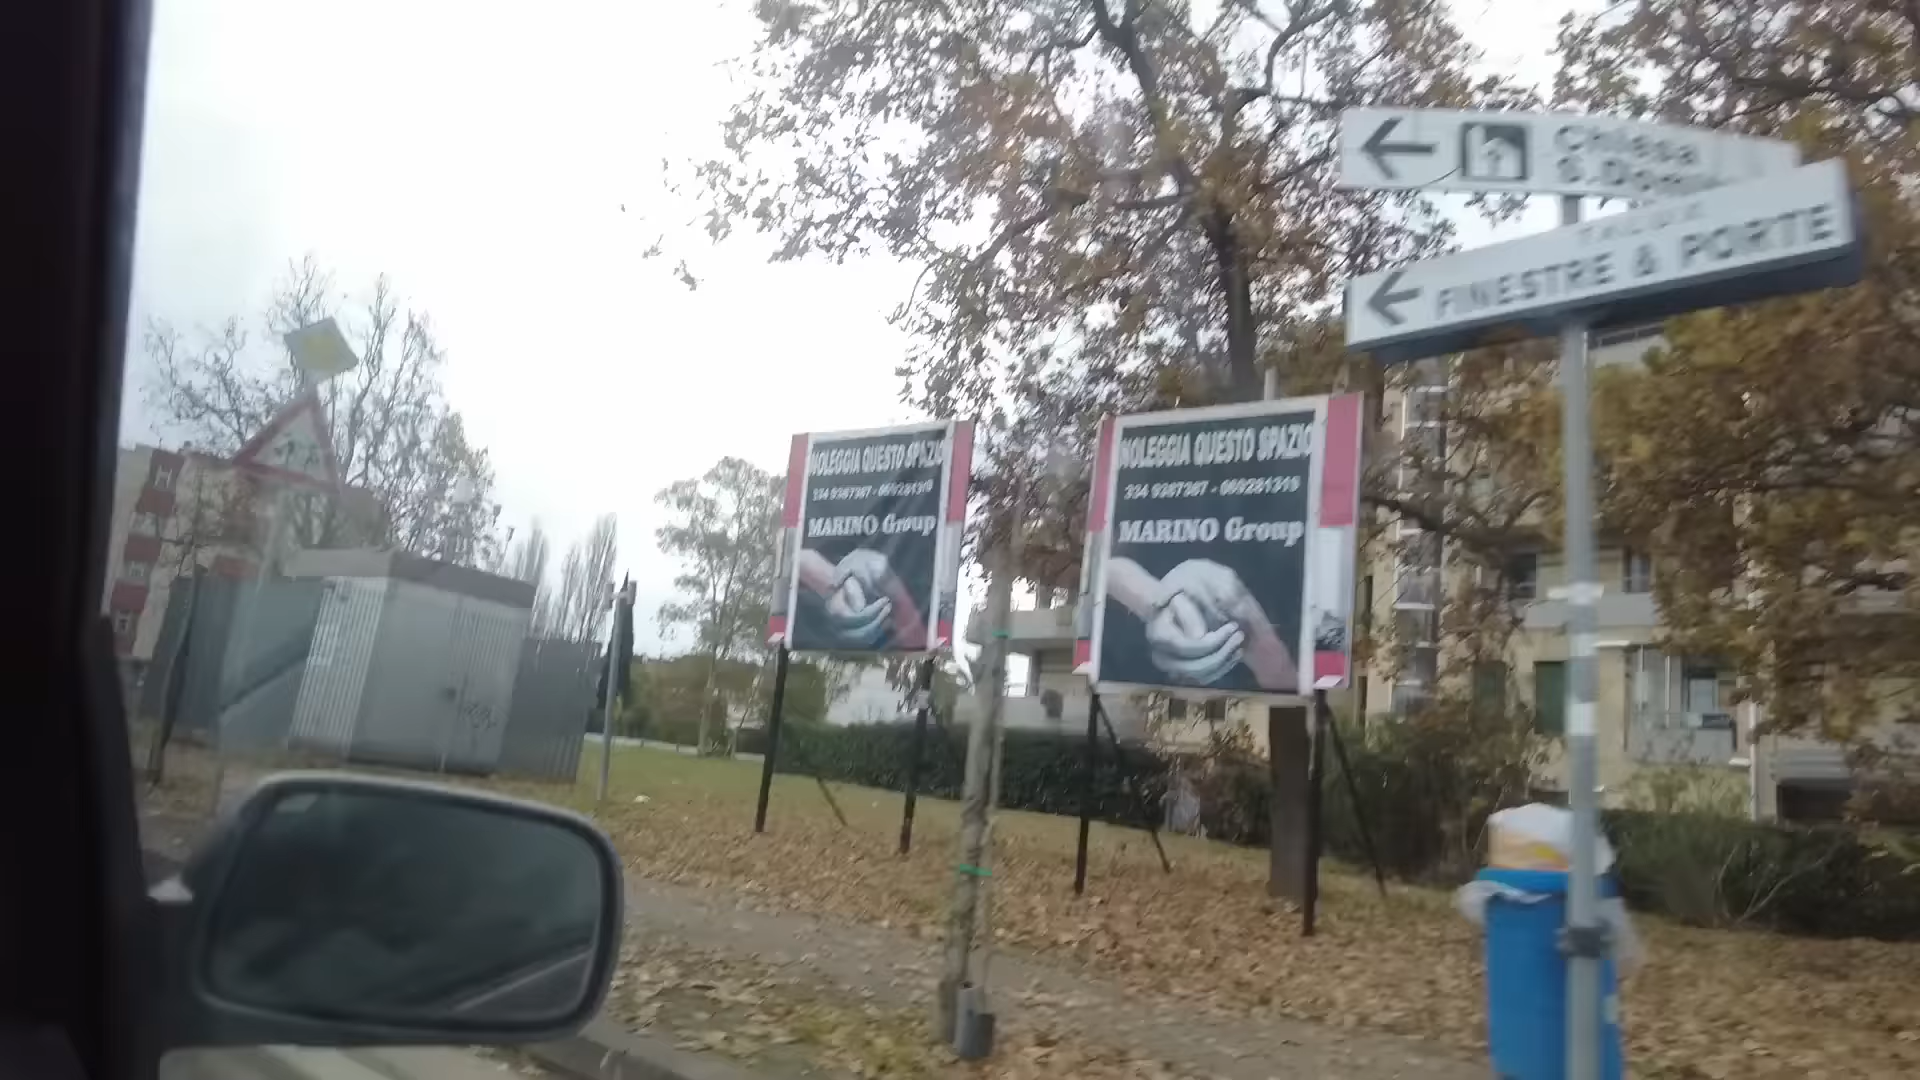 NOLEGGIA QUESTO SPAZIO
MARINO Group
NOLEGGIA QUESTO SPAZIO
334 9387387 - 069281319
MARINO Group
Chiesa
FINESTRE & PORTE